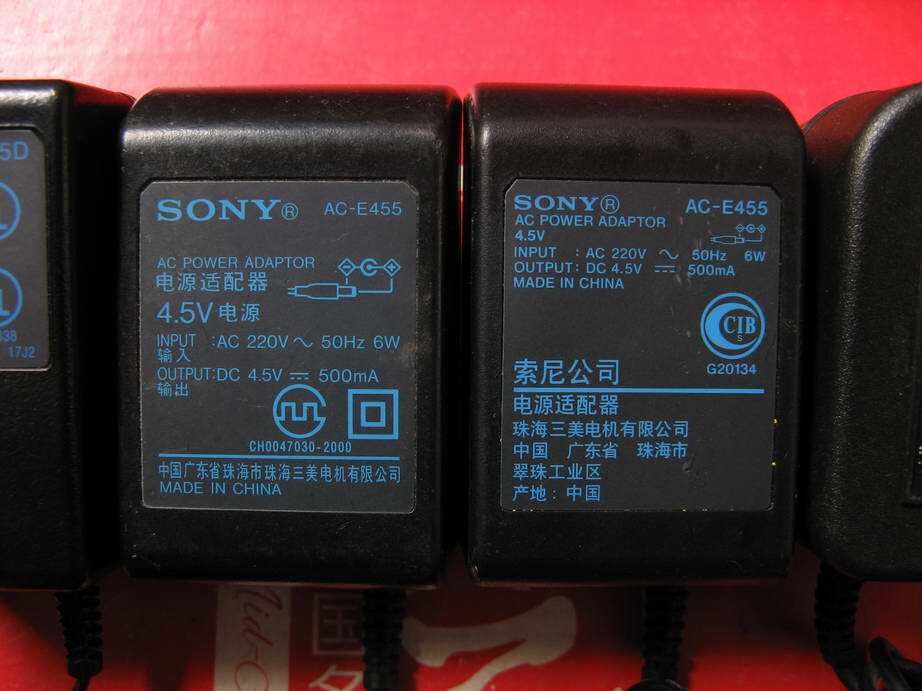 5D
17J2
SONY® AC-E455
AC POWER ADAPTOR
电源适配器
4.5V 电源
INPUT :AC 220V ~ 50Hz 6W
输入
OUTPUT:DC 4.5V ⎓ 500mA
输出
CH0047030-2000
中国广东省珠海市珠海三美电机有限公司
MADE IN CHINA
SONY® AC-E455
AC POWER ADAPTOR
4.5V
INPUT : AC 220V ~ 50Hz 6W
OUTPUT: DC 4.5V ⎓ 500mA
MADE IN CHINA
CIB
S
G20134
索尼公司
电源适配器
珠海三美电机有限公司
中国 广东省 珠海市
翠珠工业区
产地: 中国
Mid-
国